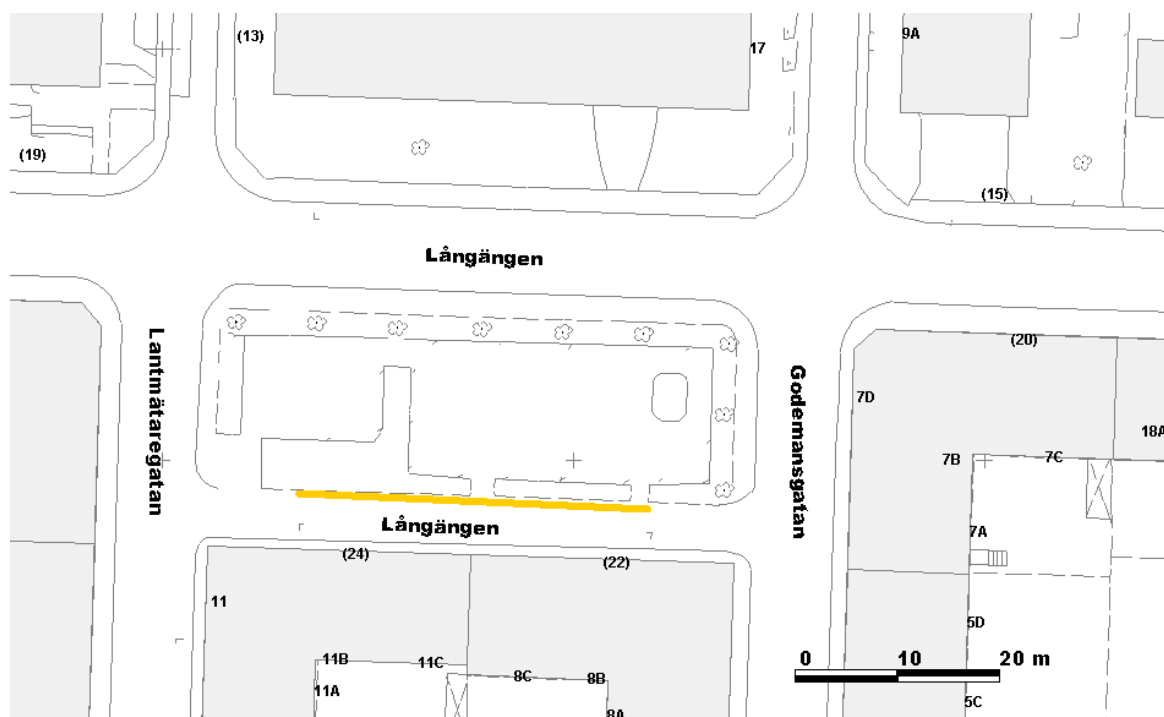 (13)
17
9A
(19)
(15)
Långängen
Lantmätaregatan
Godemansgatan
(20)
7D
18A
7B
7C
Långängen
7A
(24)
(22)
11
5D
11B
11C
8C
8B
11A
0 10 20 m
5C
8A